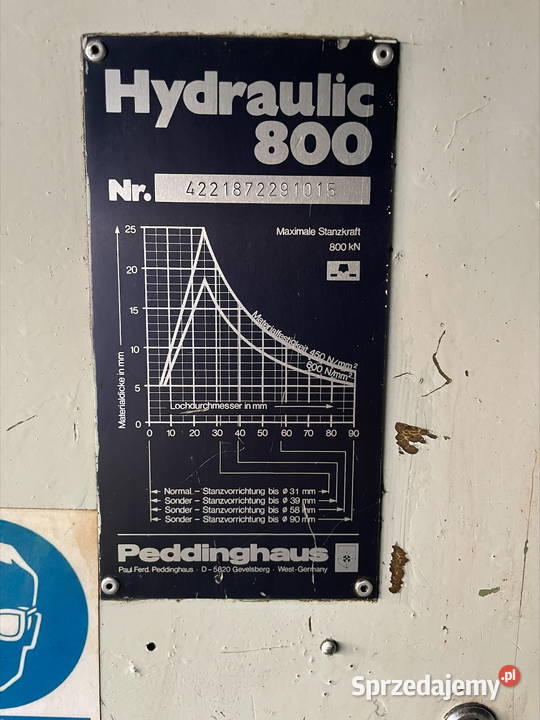 Hydraulic
800
Nr. 4221872291015
Maximale Stanzkraft
800 kN
25
20
15
10
5
0
Materialdicke in mm
Materialfestigkeit 450 N/mm²
600 N/mm²
Lochdurchmesser in mm
0 10 20 30 40 50 60 70 80 90
Normal - Stanzvorrichtung bis ø 31 mm
Sonder - Stanzvorrichtung bis ø 39 mm
Sonder - Stanzvorrichtung bis ø 58 mm
Sonder - Stanzvorrichtung bis ø 90 mm
Peddinghaus
Paul Ferd. Peddinghaus · D - 5820 Gevelsberg · West-Germany
Sprzedajemy.pl